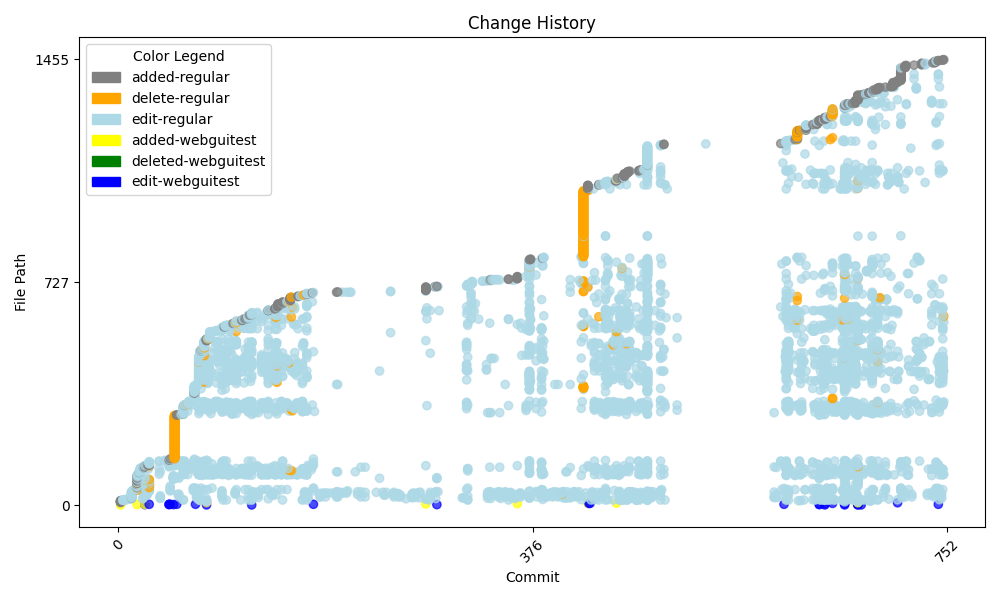 Change History
Color Legend
added-regular
delete-regular
edit-regular
added-webguitest
deleted-webguitest
edit-webguitest
File Path
1455
727
0
0
376
752
Commit